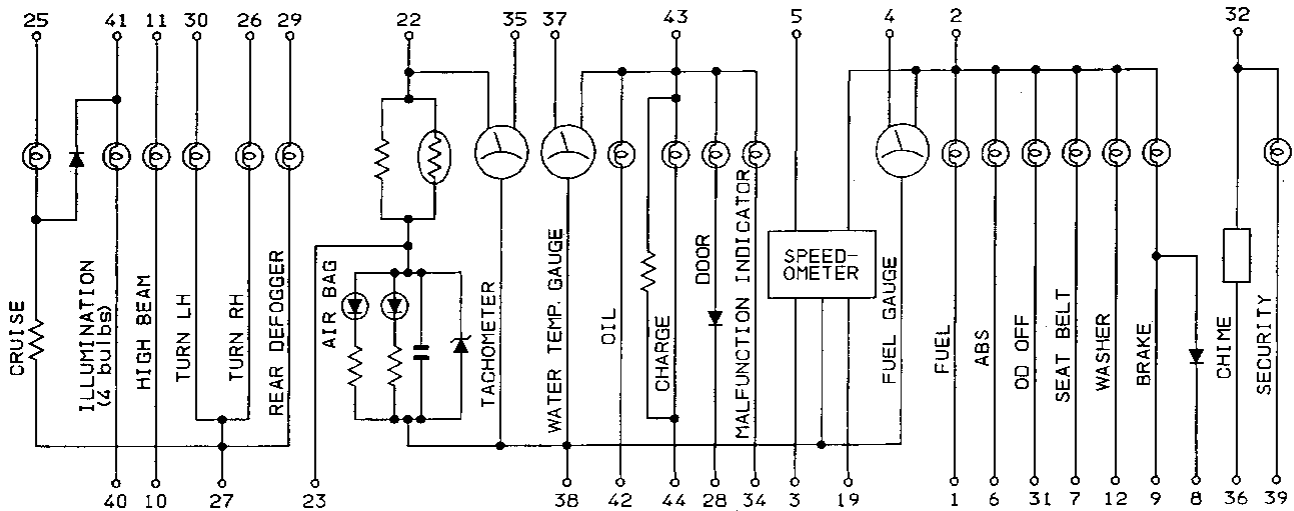 25 41 11 30 26 29 22 35 37 43 5 4 2 32
CRUISE
ILLUMINATION
(4 bulbs)
HIGH BEAM
TURN LH
TURN RH
REAR DEFOGGER
AIR BAG
TACHOMETER
WATER TEMP. GAUGE
OIL
CHARGE
DOOR
MALFUNCTION INDICATOR
SPEED-
OMETER
FUEL GAUGE
FUEL
ABS
OD OFF
SEAT BELT
WASHER
BRAKE
CHIME
SECURITY
40 10 27 23 38 42 44 28 34 3 19 1 6 31 7 12 9 8 36 39